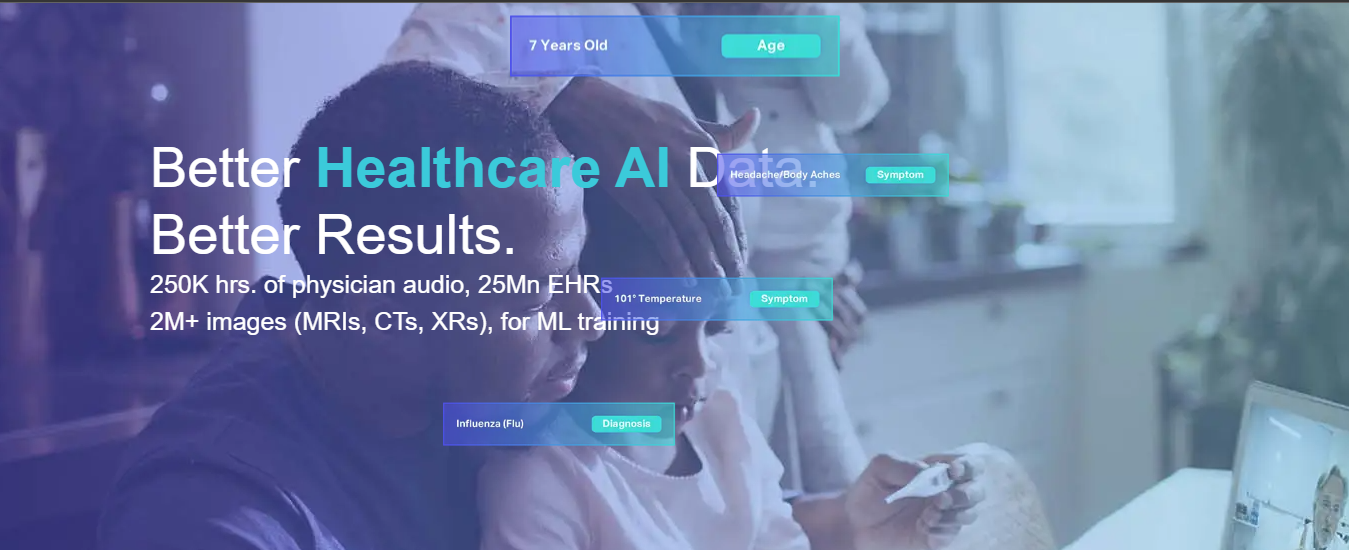 7 Years Old Age
Better Healthcare AI Data.
Headache/Body Aches Symptom
Better Results.
250K hrs. of physician audio, 25Mn EHRs
101° Temperature Symptom
2M+ images (MRIs, CTs, XRs), for ML training
Influenza (Flu) Diagnosis